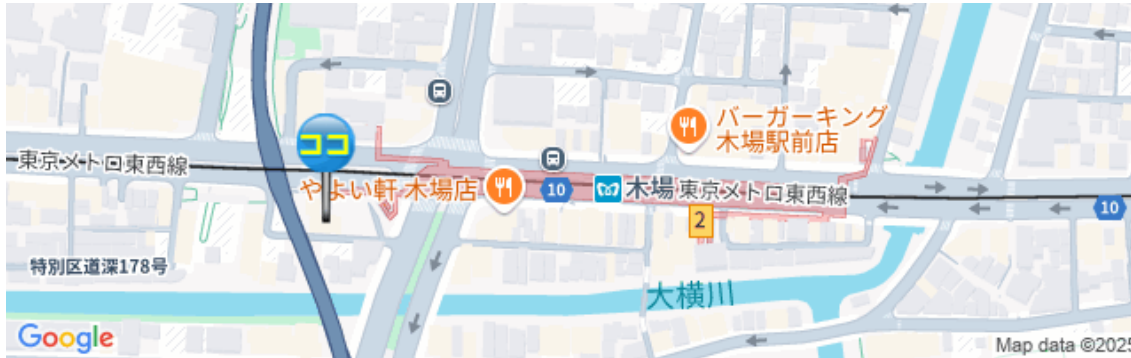 ココ
東京メトロ東西線
バーガーキング
木場駅前店
やよい軒 木場店
10
木場
東京メトロ東西線
2
10
特別区道深178号
大横川
Google
Map data ©2025